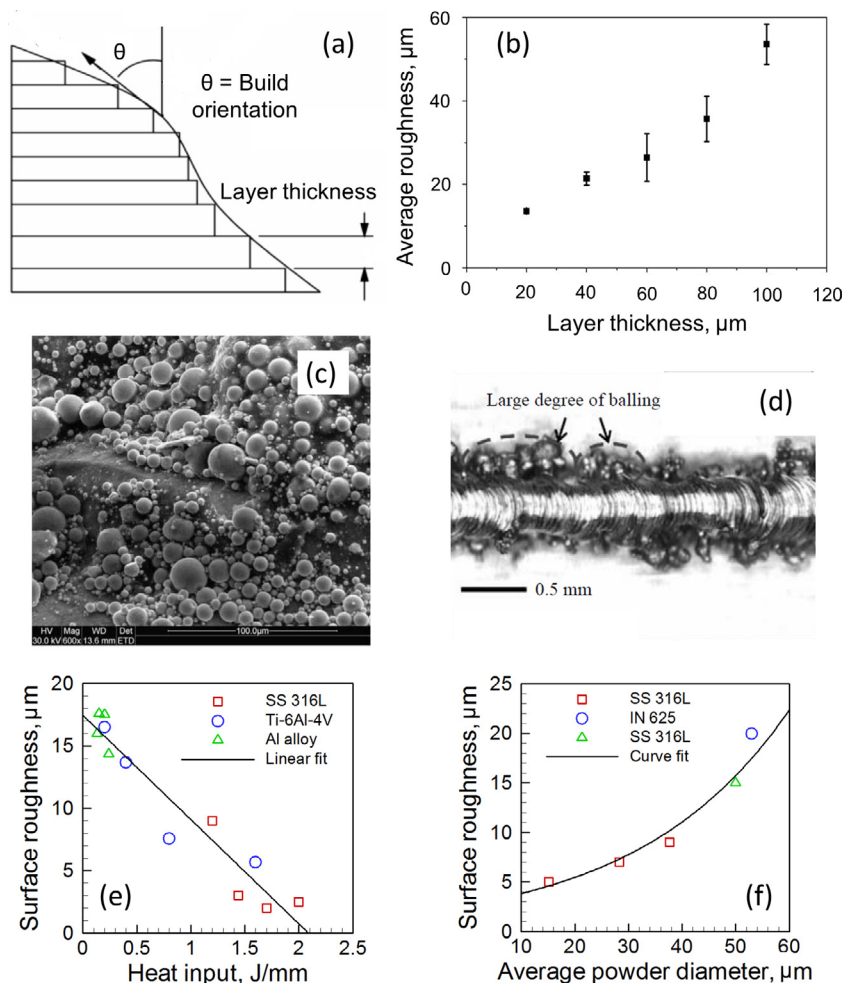 (a)
θ
θ = Build
orientation
Layer thickness
(b)
Average roughness, μm
60
40
20
0
0 20 40 60 80 100 120
Layer thickness, μm
(c)
HV Mag WD Det
30.0 kV 600x 13.6 mm ETD
100.0μm
(d)
Large degree of balling
0.5 mm
(e)
Surface roughness, μm
20
15
10
5
0
SS 316L
Ti-6Al-4V
Al alloy
Linear fit
0 0.5 1 1.5 2 2.5
Heat input, J/mm
(f)
Surface roughness, μm
25
20
15
10
5
0
SS 316L
IN 625
SS 316L
Curve fit
10 20 30 40 50 60
Average powder diameter, μm